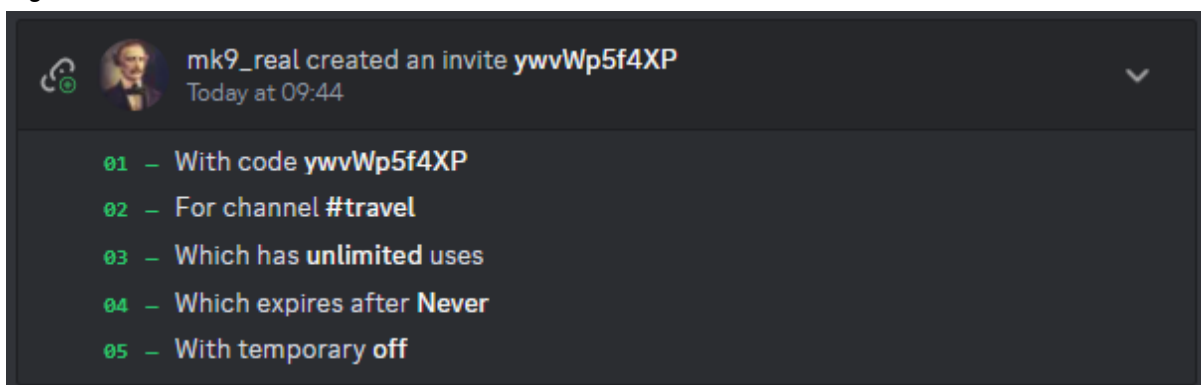 mk9_real created an invite ywvWp5f4XP
Today at 09:44
01 — With code ywvWp5f4XP
02 — For channel #travel
03 — Which has unlimited uses
04 — Which expires after Never
05 — With temporary off